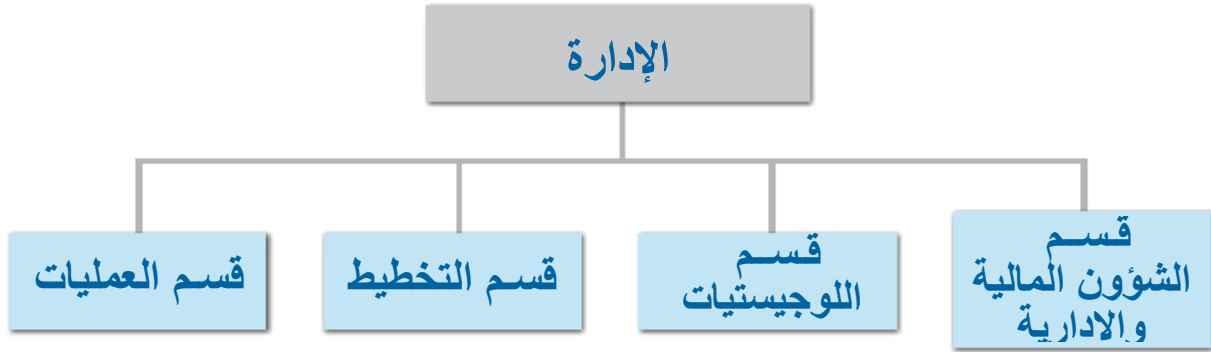 الإدارة
قسم
الشؤون المالية
والادارية
قسم
اللوجيستيات
قسم التخطيط
قسم العمليات